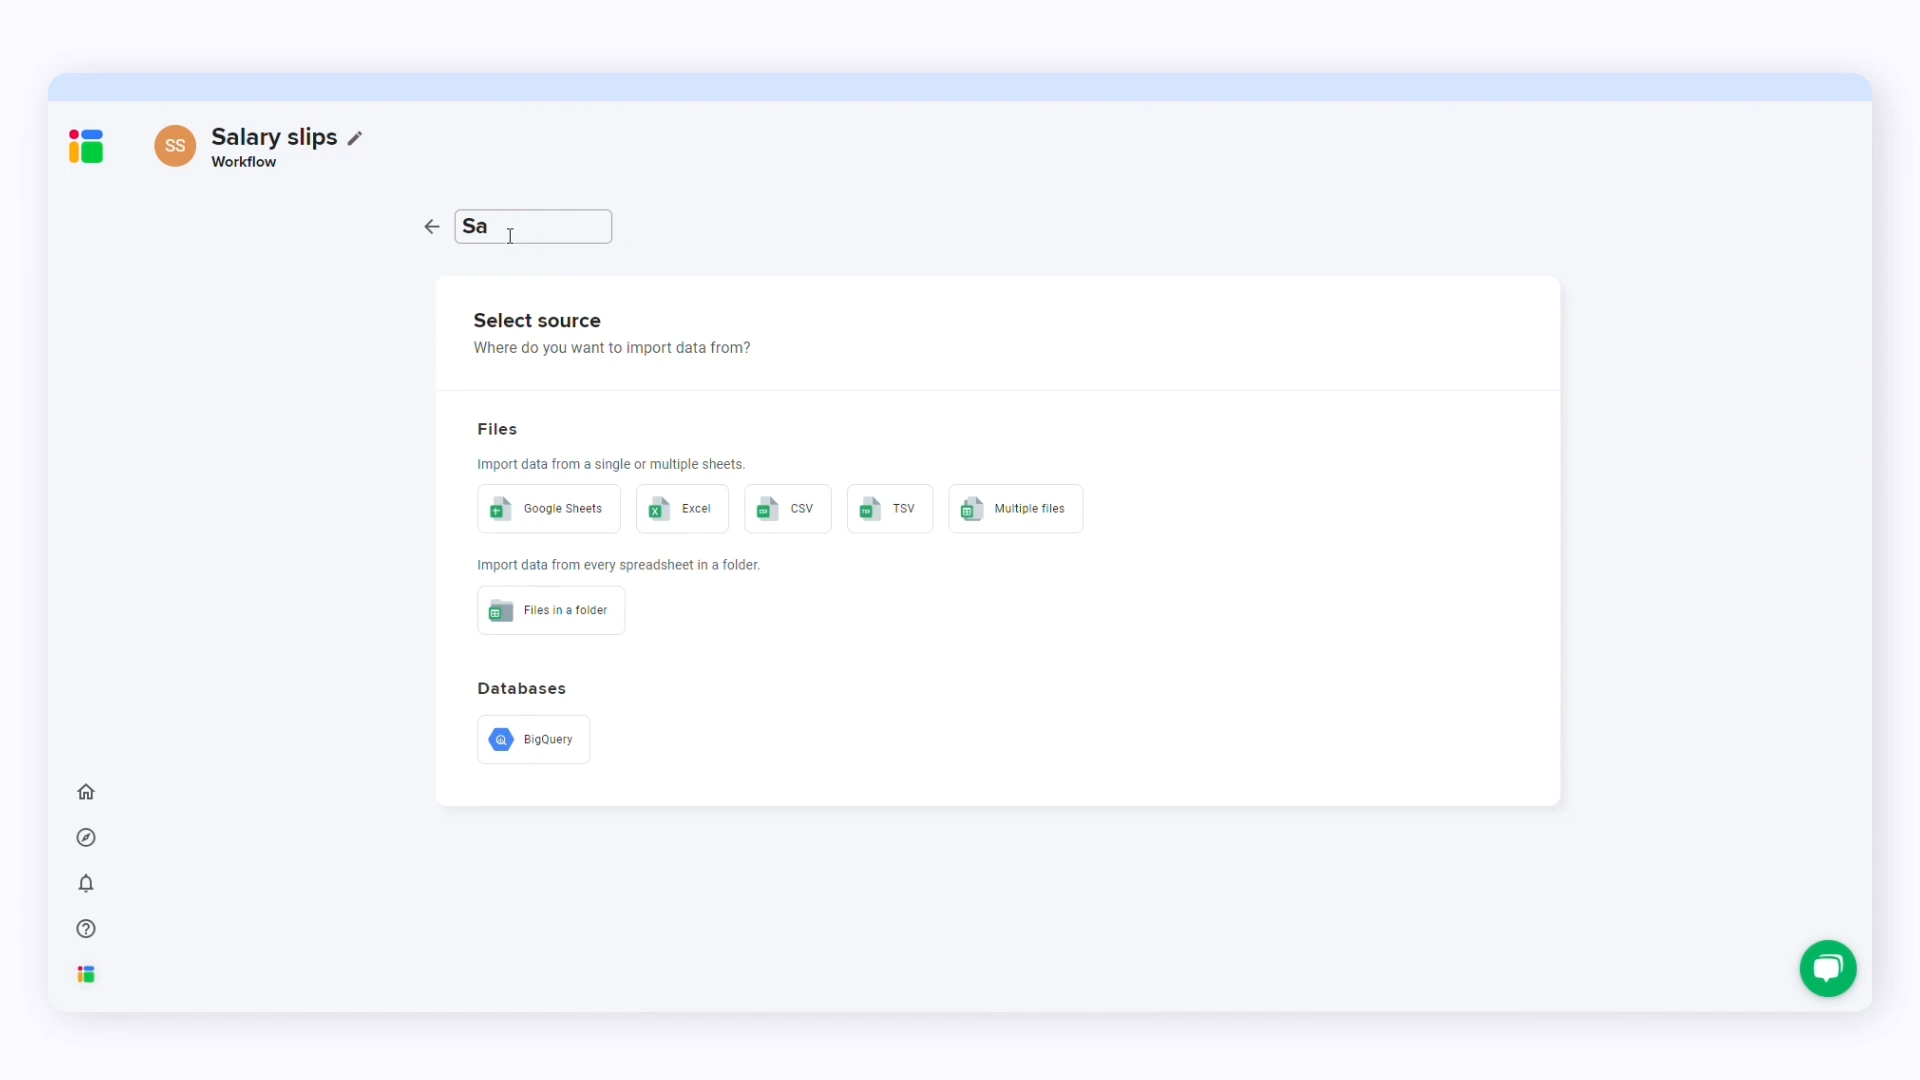 SS
Salary slips
Workflow
Sa
Select source
Where do you want to import data from?
Files
Import data from a single or multiple sheets.
Google Sheets
Excel
CSV
TSV
Multiple files
Import data from every spreadsheet in a folder.
Files in a folder
Databases
BigQuery